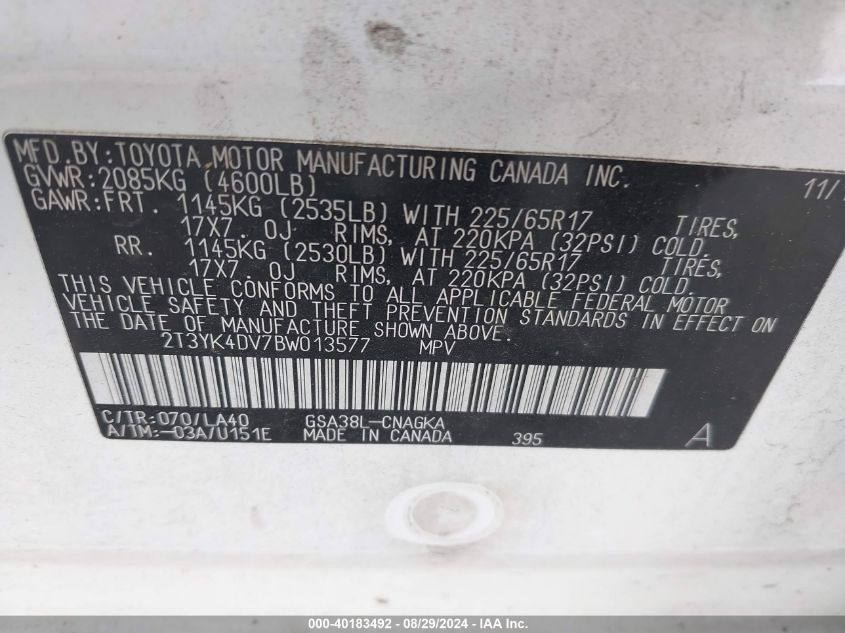 MFD.BY:TOYOTA MOTOR MANUFACTURING CANADA INC. 11/1
GVWR:2085KG (4600LB)
GAWR:FRT. 1145KG (2535LB) WITH 225/65R17 TIRES,
17X7. 0J RIMS, AT 220KPA (32PSI) COLD.
RR. 1145KG (2530LB) WITH 225/65R17 TIRES,
17X7. 0J RIMS, AT 220KPA (32PSI) COLD.
THIS VEHICLE CONFORMS TO ALL APPLICABLE FEDERAL MOTOR
VEHICLE SAFETY AND THEFT PREVENTION STANDARDS IN EFFECT ON
THE DATE OF MANUFACTURE SHOWN ABOVE.
2T3YK4DV7BW013577 MPV
C/TR:070/LA40 GSA38L-CNAGKA
A/TM:-03A/U151E MADE IN CANADA 395 A
000-40183492 - 08/29/2024 - IAA Inc.